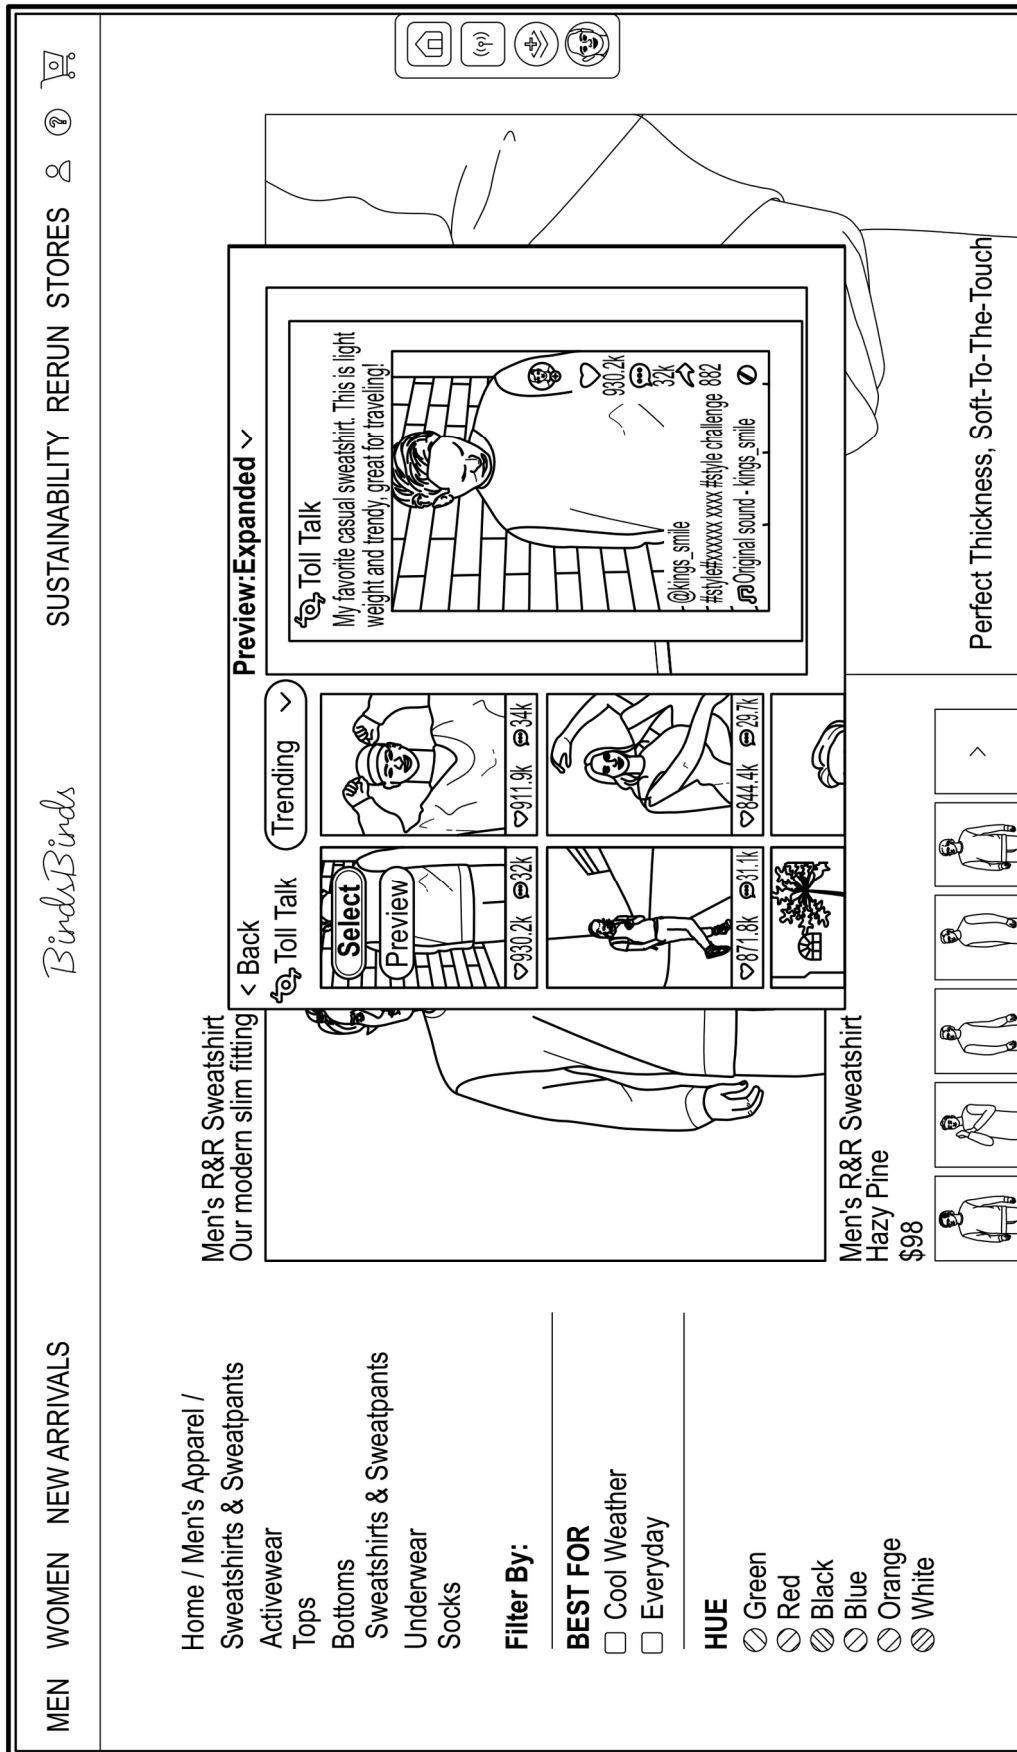 MEN WOMEN NEW ARRIVALS
BirdsBirds
SUSTAINABILITY RERUN STORES
?
Home / Men's Apparel /
Sweatshirts & Sweatpants
Activewear
Tops
Bottoms
Sweatshirts & Sweatpants
Underwear
Socks
Filter By:
BEST FOR
Cool Weather
Everyday
HUE
Green
Red
Black
Blue
Orange
White
Men's R&R Sweatshirt
Our modern slim fitting
< Back
Toll Talk
Trending
Select
Preview
930.2k 32k
911.9k 34k
871.8k 31.1k
844.4k 29.7k
Preview:Expanded
Toll Talk
My favorite casual sweatshirt. This is light
weight and trendy, great for traveling!
930.2k
32k
882
@kings_smile
#style#xxxxxxx xxxx #style challenge
Original sound - kings_smile
Men's R&R Sweatshirt
Hazy Pine
$98
>
Perfect Thickness, Soft-To-The-Touch